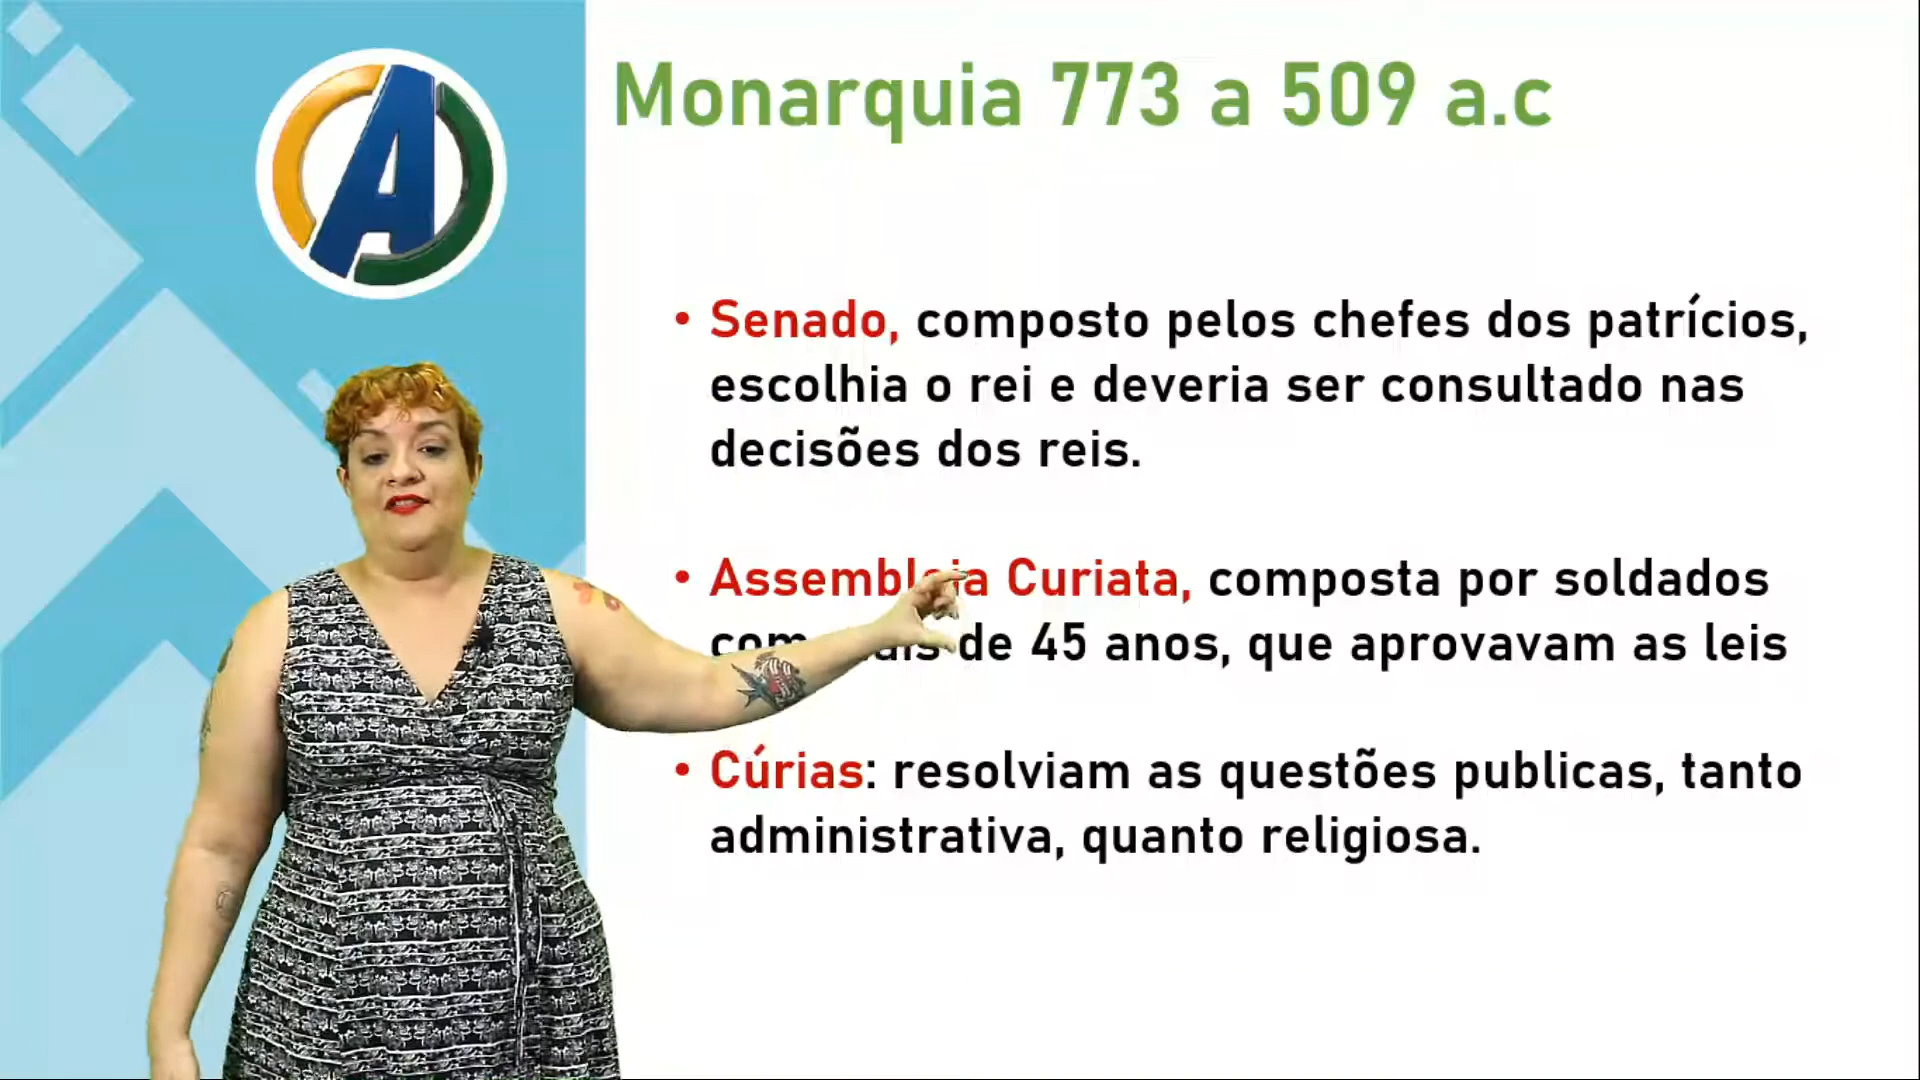 A
Monarquia 773 a 509 a.c
• Senado, composto pelos chefes dos patrícios,
escolhia o rei e deveria ser consultado nas
decisões dos reis.
• Assembleia Curiata, composta por soldados
de 45 anos, que aprovavam as leis
• Cúrias: resolviam as questões publicas, tanto
administrativa, quanto religiosa.